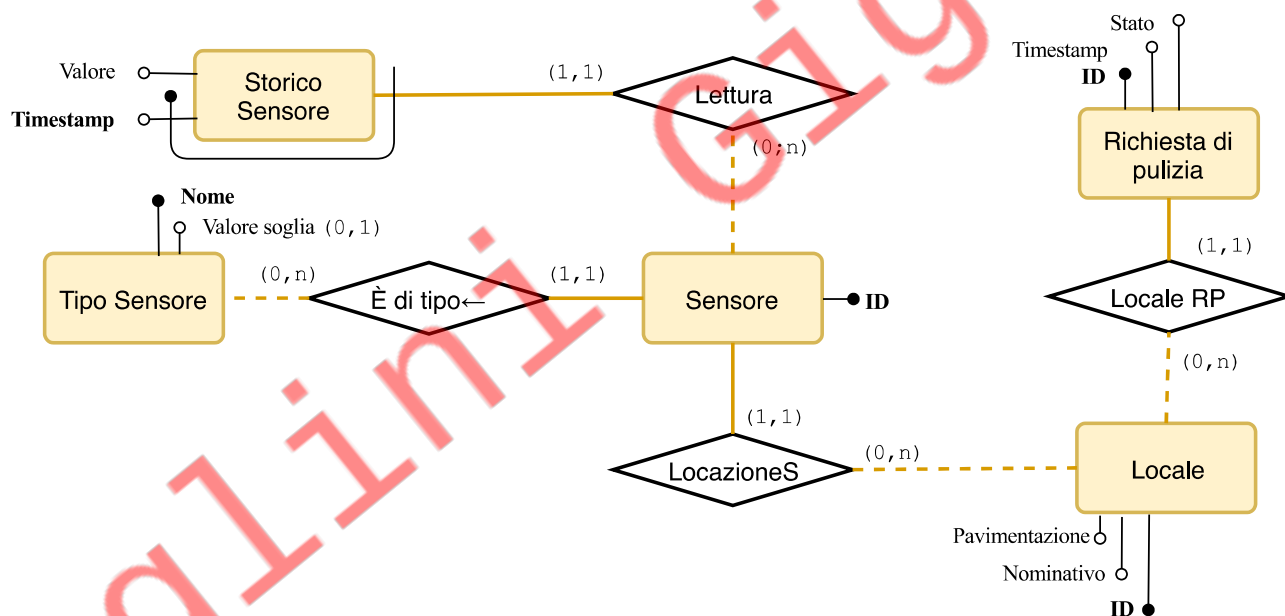 Stato
Timestamp
ID
Valore
Storico
Sensore
Timestamp
(1,1)
Lettura
(0;n)
Richiesta di
pulizia
(1,1)
Nome
Valore soglia (0,1)
Tipo Sensore
(0,n)
È di tipo←
(1,1)
Sensore
ID
Locale RP
(0,n)
(1,1)
LocazioneS
(0,n)
Locale
Pavimentazione
Nominativo
ID
glini Gig